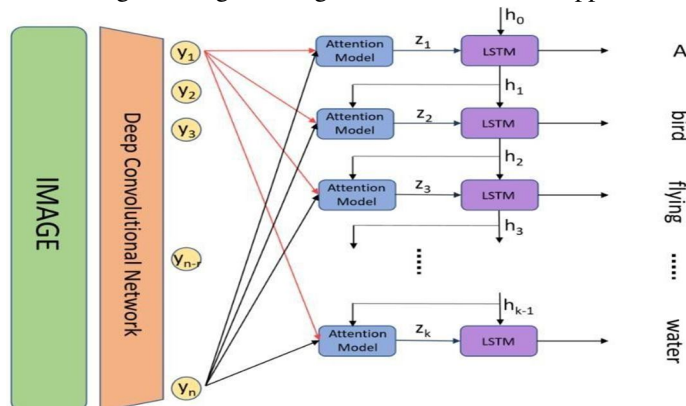 IMAGE
Deep Convolutional Network
y1
y2
y3
yn-r
yn
h0
Attention
Model
z1
LSTM
A
h1
Attention
Model
z2
LSTM
bird
h2
Attention
Model
z3
LSTM
flying
h3
......
.....
hk-1
Attention
Model
zk
LSTM
water